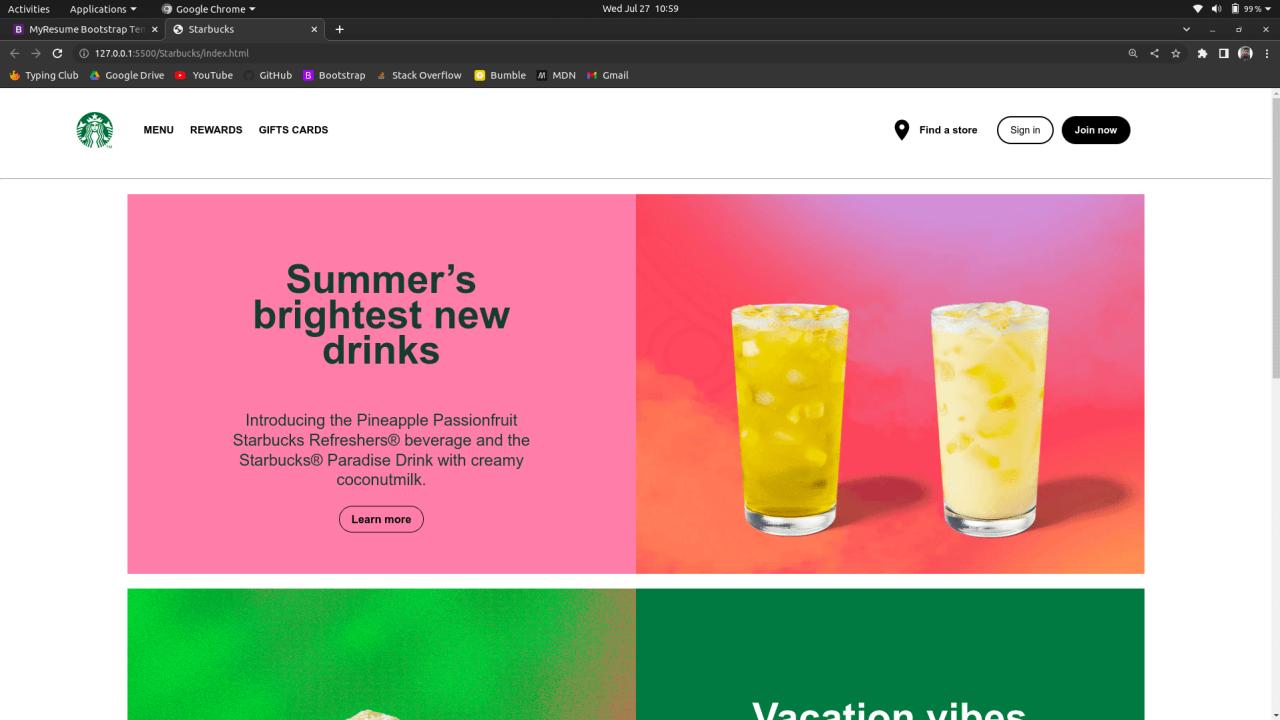 Activities Applications Google Chrome Wed Jul 27 10:59 99%
MyResume Bootstrap Ten Starbucks
127.0.0.1:5500/Starbucks/index.html
Typing Club Google Drive YouTube GitHub Bootstrap Stack Overflow Bumble MDN Gmail
MENU REWARDS GIFTS CARDS Find a store Sign in Join now
TM
Summer’s
brightest new
drinks
Introducing the Pineapple Passionfruit
Starbucks Refreshers® beverage and the
Starbucks® Paradise Drink with creamy
coconutmilk.
Learn more
Vacation vibes